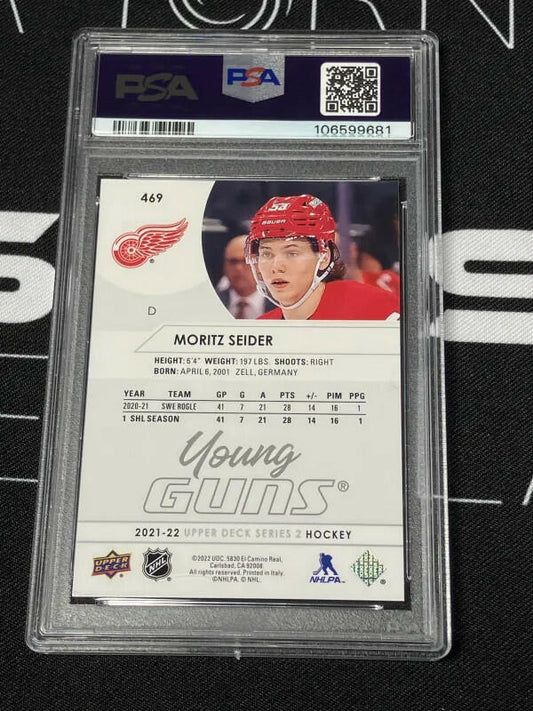 PSA
PSA
106599681
469
53
BAUER
D
MORITZ SEIDER
HEIGHT: 6'4" WEIGHT: 197 LBS. SHOOTS: RIGHT
BORN: APRIL 6, 2001 ZELL, GERMANY
YEAR TEAM GP G A PTS +/- PIM PPG
2020-21 SWE ROGLE 41 7 21 28 14 16 1
1 SHL SEASON 41 7 21 28 14 16 1
Young
GUNS®
2021-22 UPPER DECK SERIES 2 HOCKEY
©2022 UDC, 5830 El Camino Real,
Carlsbad, CA 92008.
All rights reserved. Printed in Italy.
©NHLPA. © NHL.
UPPER DECK
NHL
NHLPA
®